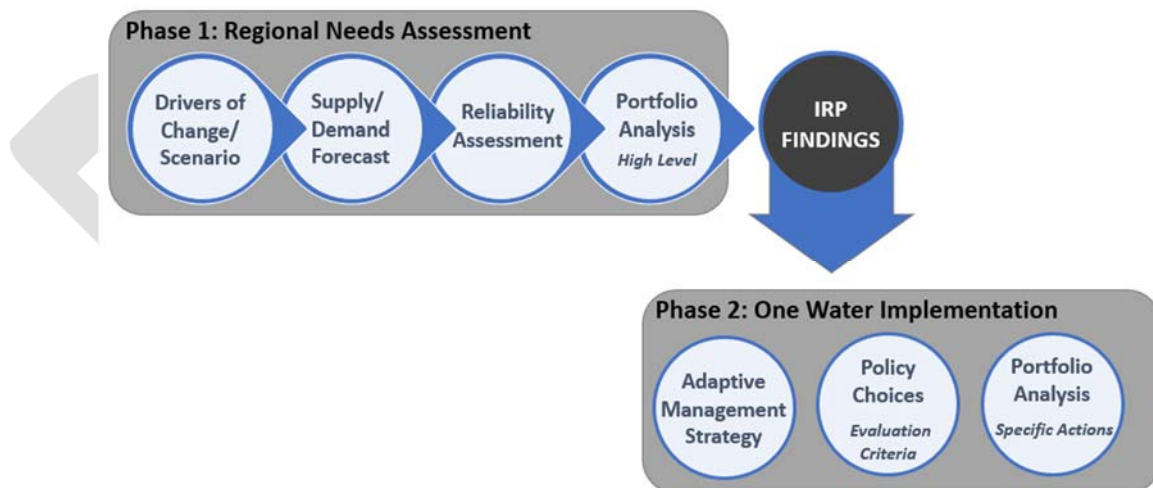 Phase 1: Regional Needs Assessment
Drivers of
Change/
Scenario
Supply/
Demand
Forecast
Reliability
Assessment
Portfolio
Analysis
High Level
IRP
FINDINGS
Phase 2: One Water Implementation
Adaptive
Management
Strategy
Policy
Choices
Evaluation
Criteria
Portfolio
Analysis
Specific Actions